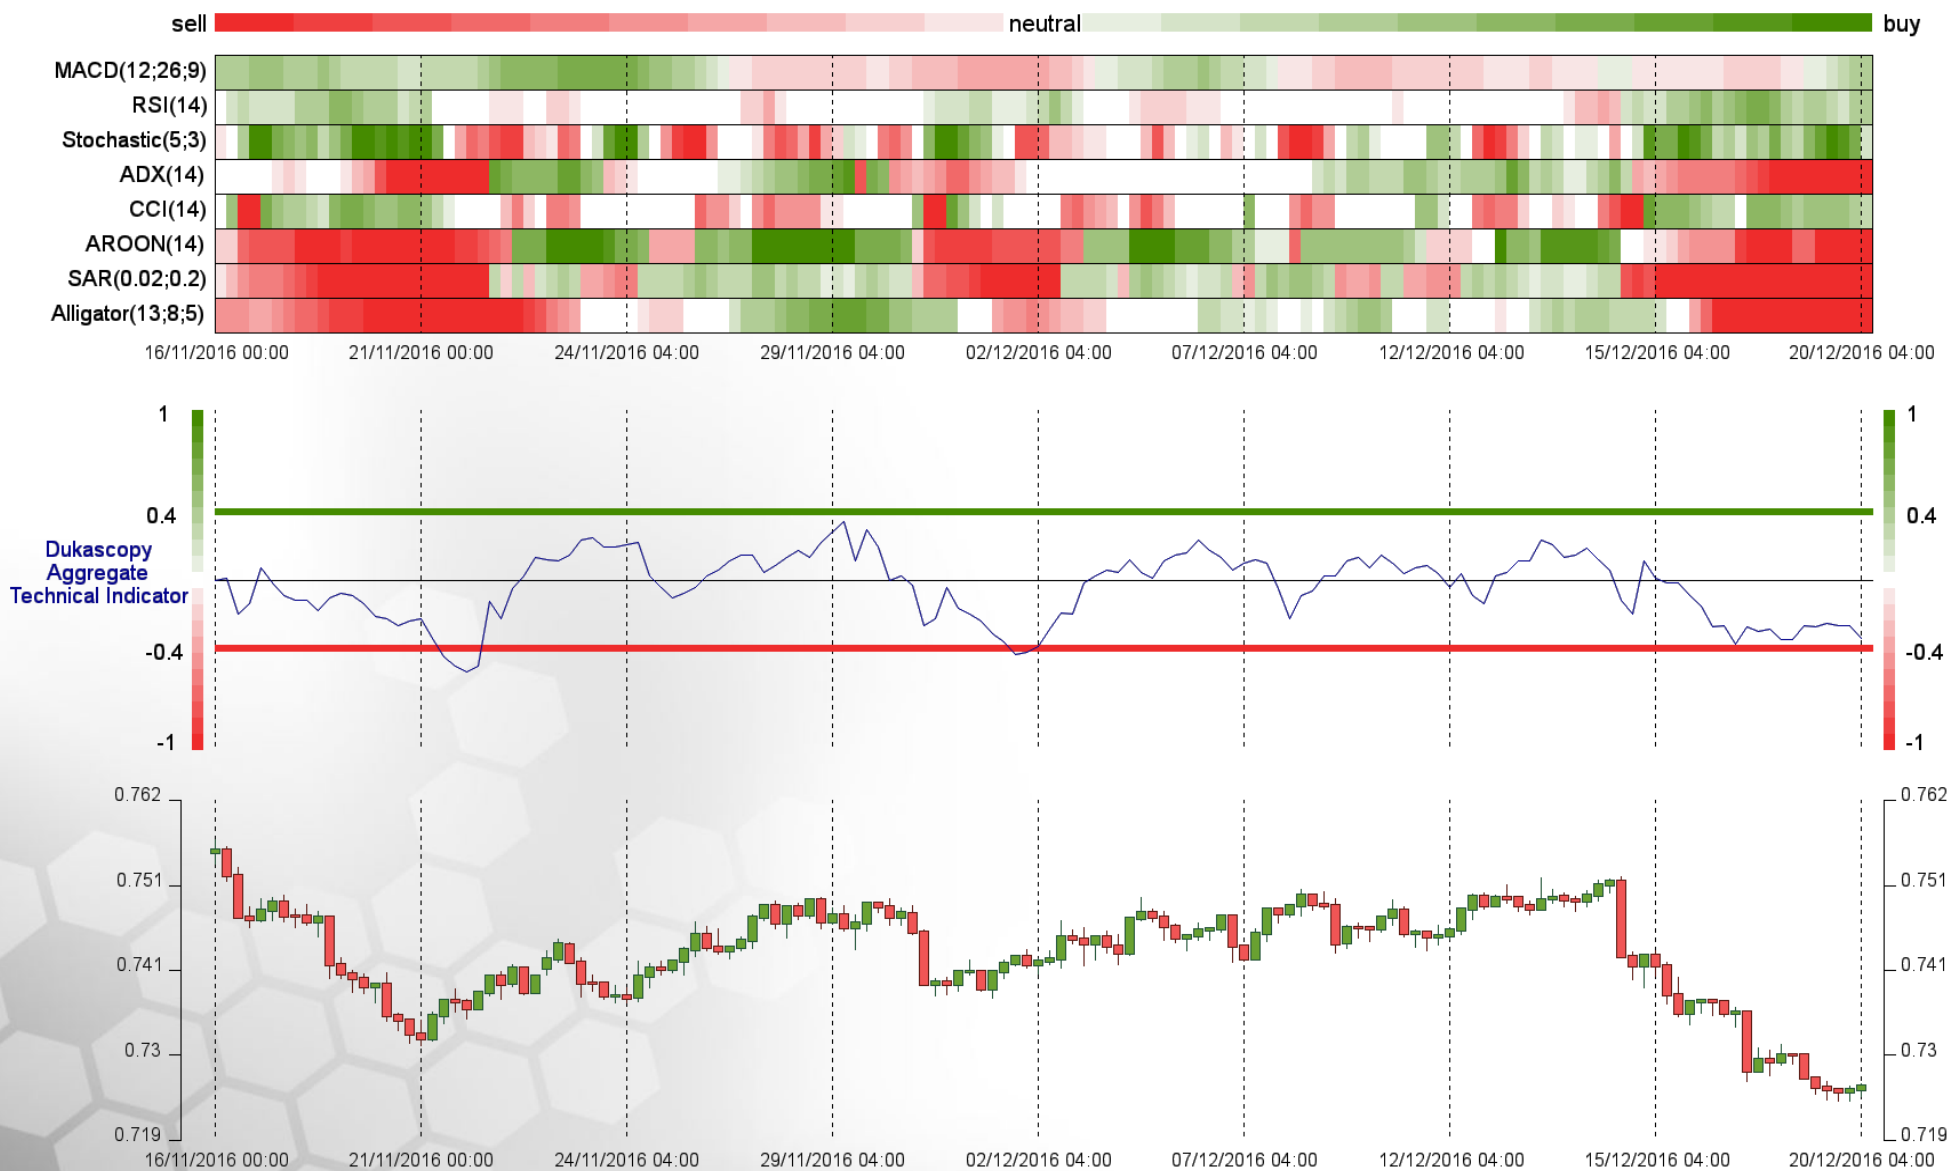 sell neutral buy
MACD(12;26;9)
RSI(14)
Stochastic(5;3)
ADX(14)
CCI(14)
AROON(14)
SAR(0.02;0.2)
Alligator(13;8;5)
16/11/2016 00:00 21/11/2016 00:00 24/11/2016 04:00 29/11/2016 04:00 02/12/2016 04:00 07/12/2016 04:00 12/12/2016 04:00 15/12/2016 04:00 20/12/2016 04:00
1 1
0.4 0.4
Dukascopy
Aggregate
Technical Indicator
-0.4 -0.4
-1 -1
0.762 0.762
0.751 0.751
0.741 0.741
0.73 0.73
0.719 0.719
16/11/2016 00:00 21/11/2016 00:00 24/11/2016 04:00 29/11/2016 04:00 02/12/2016 04:00 07/12/2016 04:00 12/12/2016 04:00 15/12/2016 04:00 20/12/2016 04:00